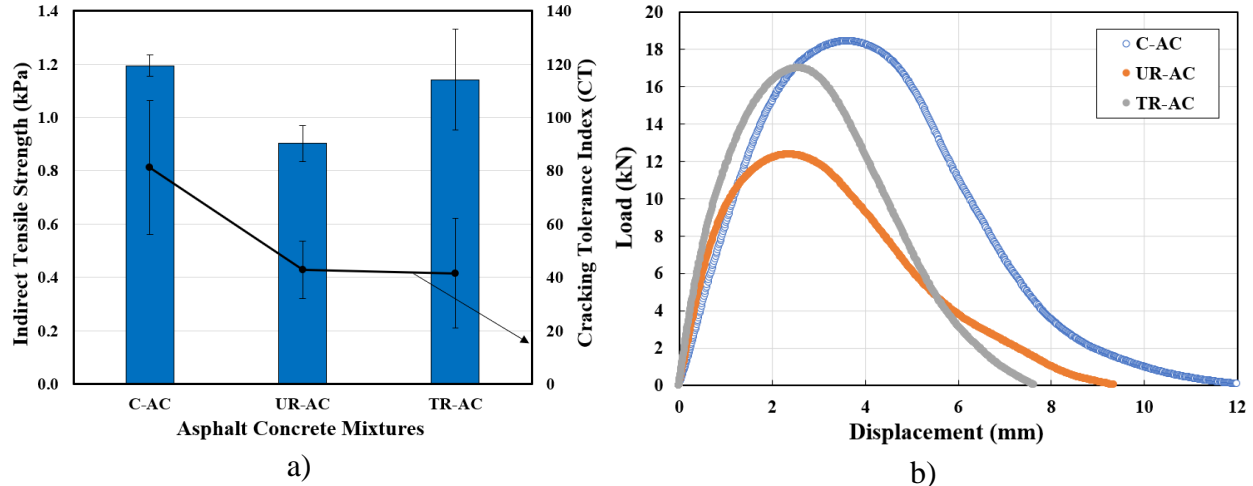 Indirect Tensile Strength (kPa)
1.4
1.2
1.0
0.8
0.6
0.4
0.2
0.0
140
120
100
80
60
40
20
0
Cracking Tolerance Index (CT)
C-AC UR-AC TR-AC
Asphalt Concrete Mixtures
a)
Load (kN)
20
18
16
14
12
10
8
6
4
2
0
C-AC
UR-AC
TR-AC
0 2 4 6 8 10 12
Displacement (mm)
b)